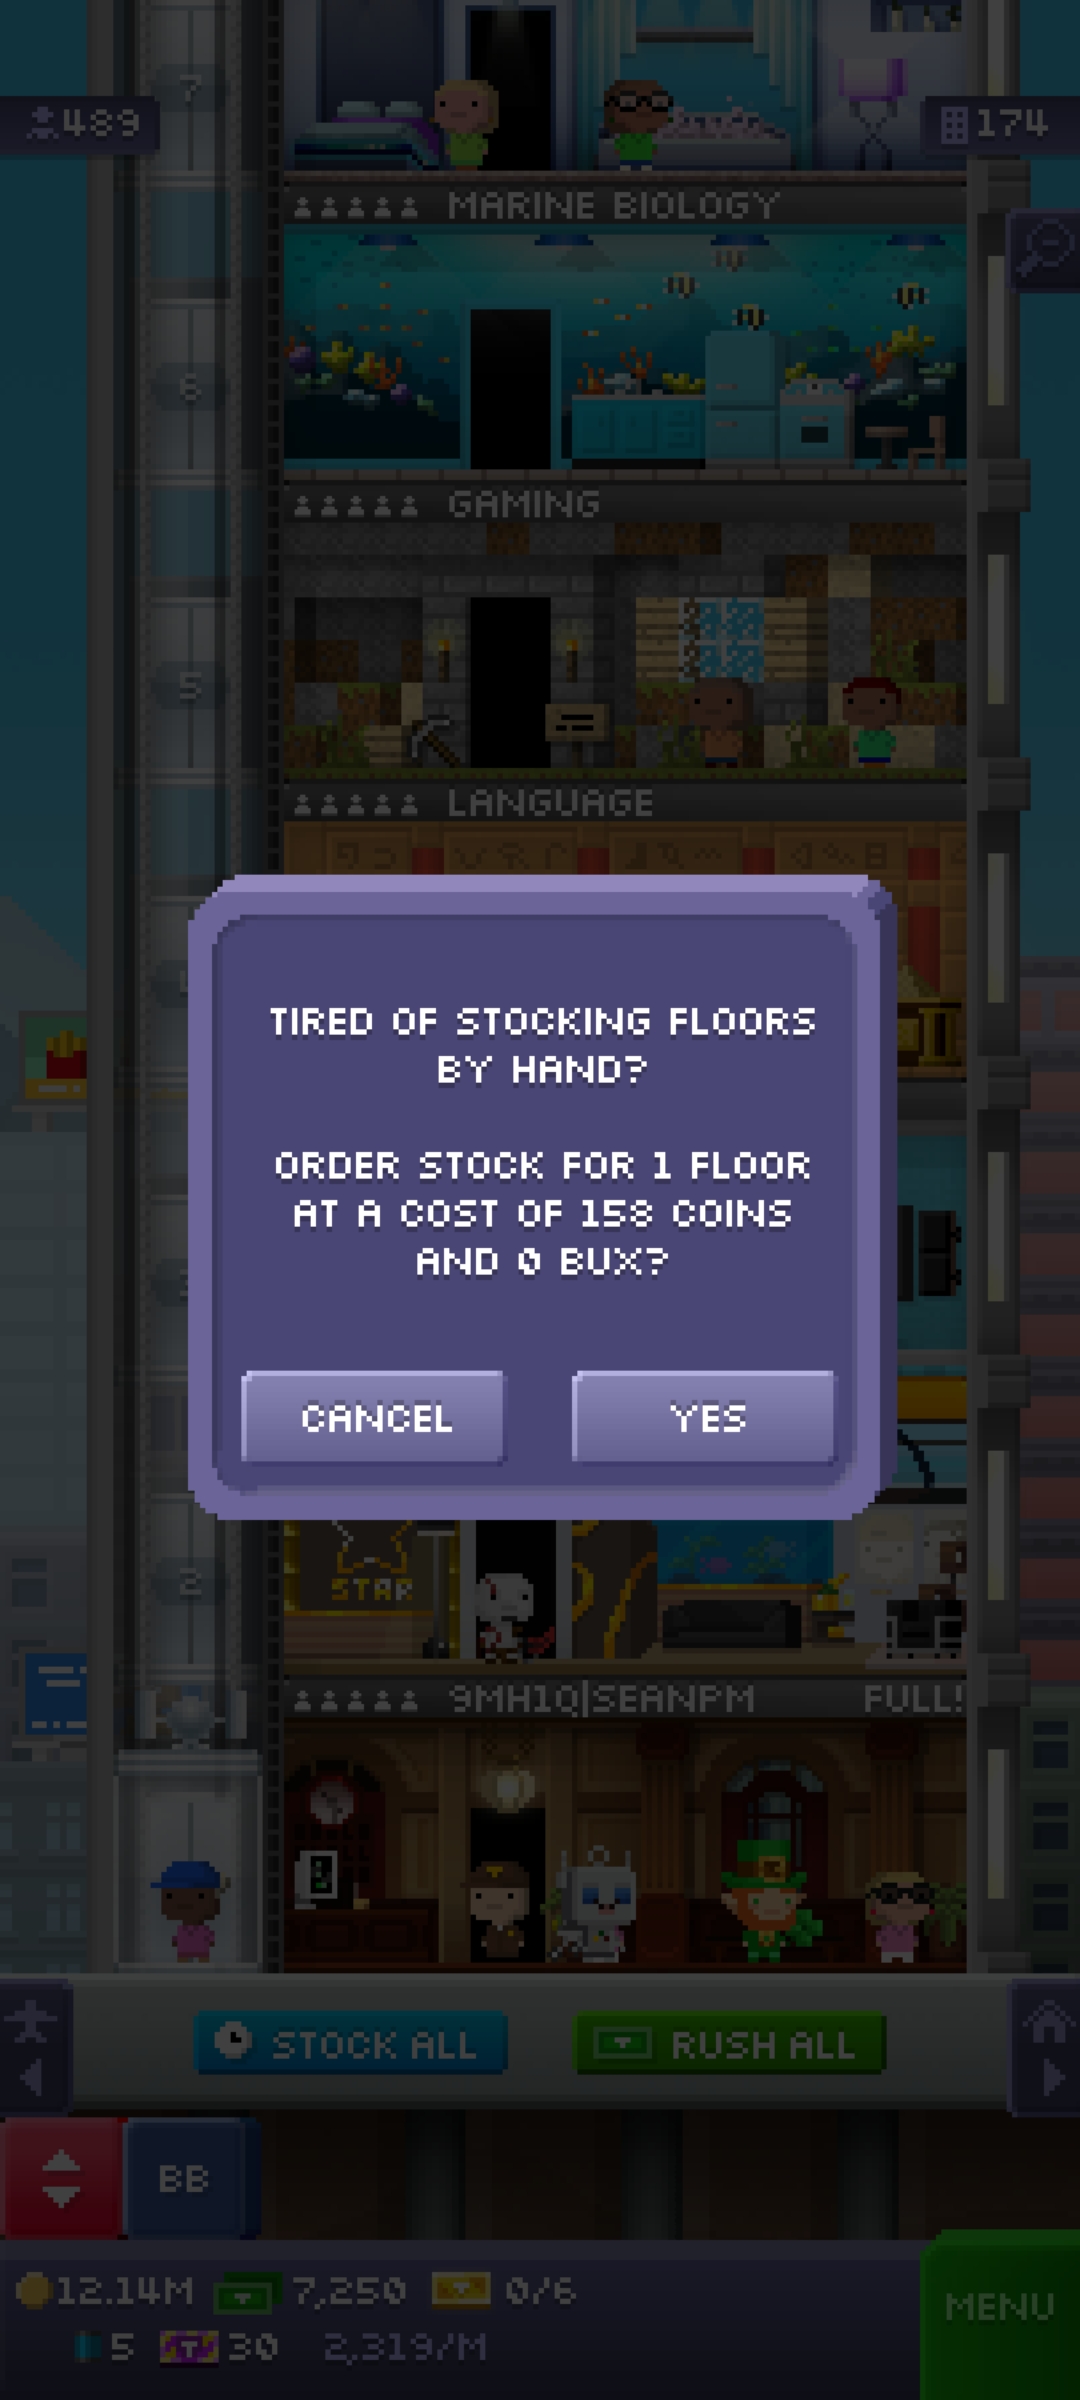 7
489
174
MARINE BIOLOGY
6
GAMING
5
LANGUAGE
TIRED OF STOCKING FLOORS
BY HAND?
ORDER STOCK FOR 1 FLOOR
AT A COST OF 158 COINS
AND 0 BUX?
CANCEL
YES
2
STAR
9MH1Q|SEANPM
FULL!
STOCK ALL
RUSH ALL
BB
12.14M
7,250
0/6
5
30
2,319/M
MENU